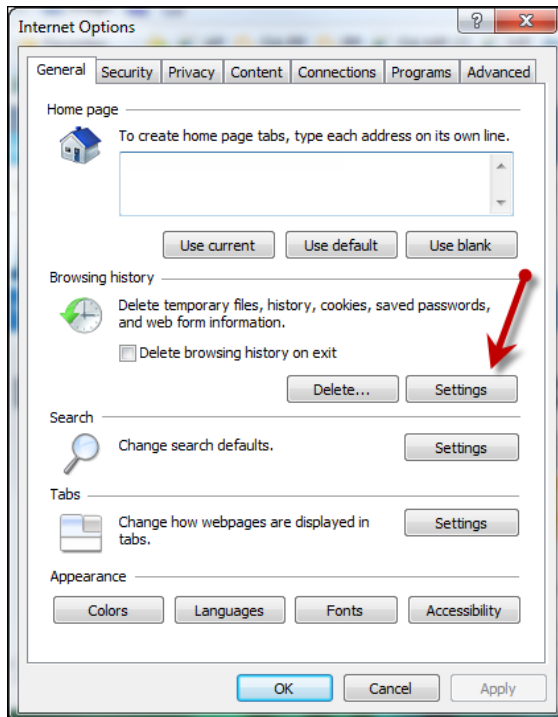 Internet Options
General Security Privacy Content Connections Programs Advanced
Home page
To create home page tabs, type each address on its own line.
Use current Use default Use blank
Browsing history
Delete temporary files, history, cookies, saved passwords,
and web form information.
Delete browsing history on exit
Delete... Settings
Search
Change search defaults. Settings
Tabs
Change how webpages are displayed in
tabs.
Settings
Appearance
Colors Languages Fonts Accessibility
OK Cancel Apply